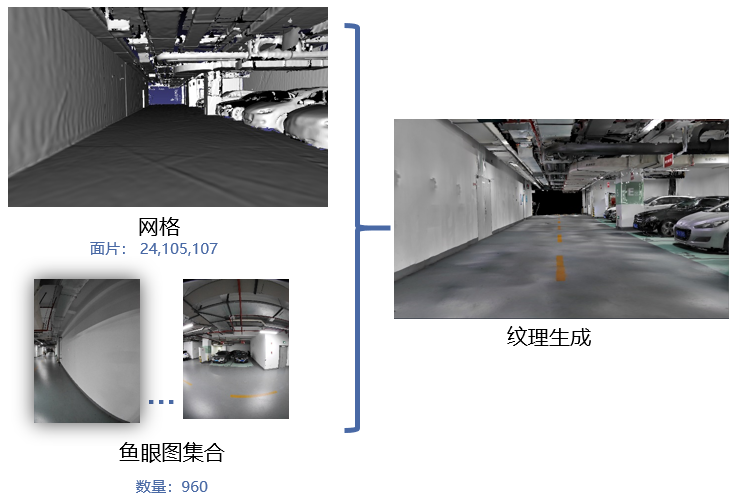 网格
面片： 24,105,107
纹理生成
...
鱼眼图集合
数量：960